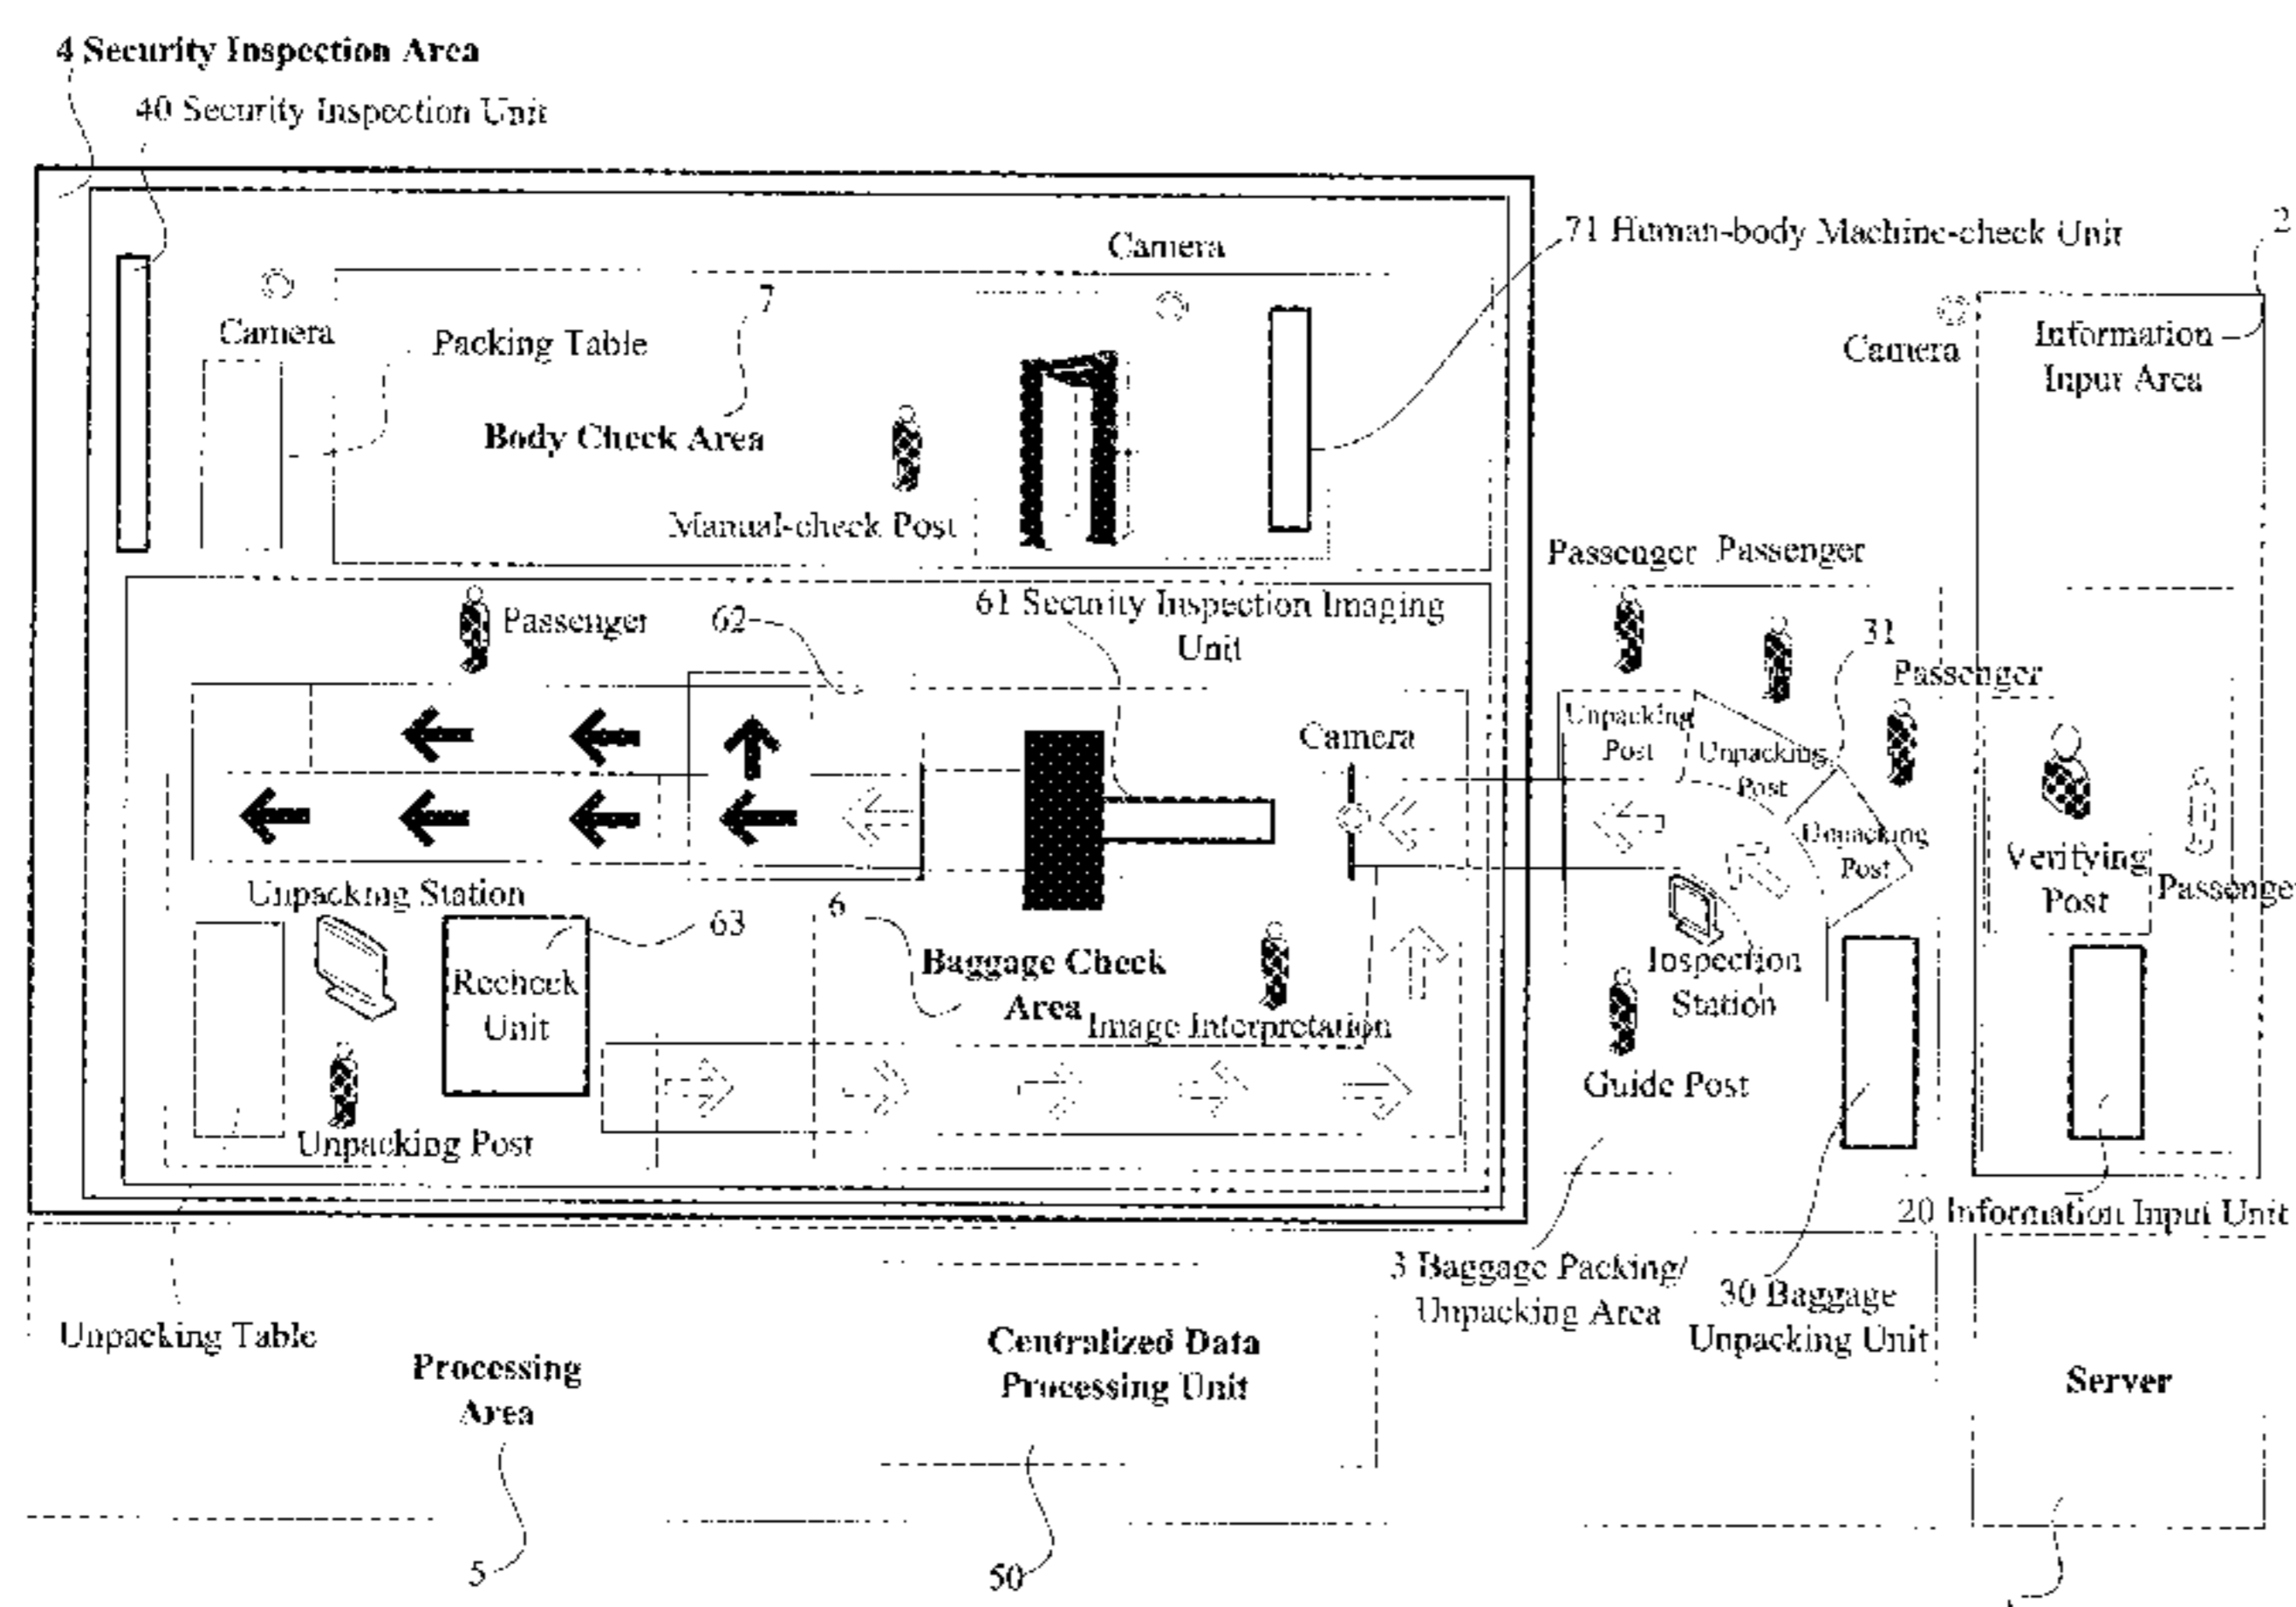 4 Security Inspection Area
40 Security Inspection Unit
71 Human-body Machine-check Unit
2
Camera
7
Camera
Packing Table
Camera
Information
Input Area
Body Check Area
Manual-check Post
Passenger
Passenger
Passenger
62
61 Security Inspection Imaging
Unit
31
Passenger
Camera
Unpacking
Post
Unpacking
Post
Unpacking
Post
Verifying
Post
Passenger
Unpacking Station
6
63
Baggage Check
Area
Recheck
Unit
Image Interpretation
Inspection
Station
Guide Post
Unpacking Post
20 Information Input Unit
3 Baggage Packing/
Unpacking Area
30 Baggage
Unpacking Unit
Unpacking Table
Processing
Area
Centralized Data
Processing Unit
Server
5
50